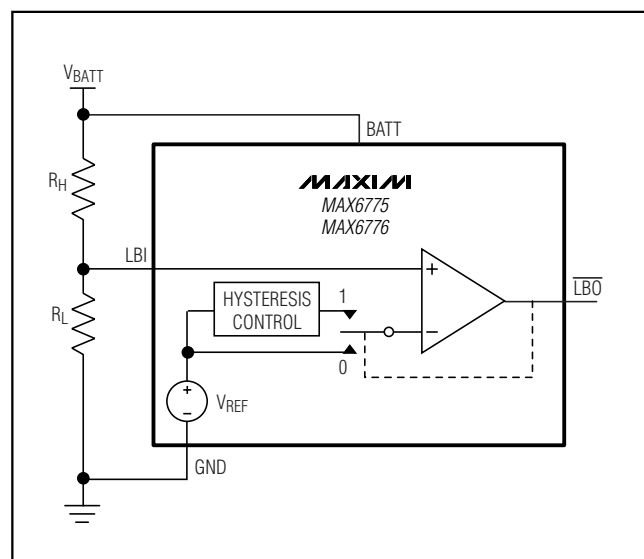 VBATT
BATT
RH
MAXIM
MAX6775
MAX6776
LBI
HYSTERESIS
CONTROL
1
+
LBO
RL
−
0
+
−
VREF
GND